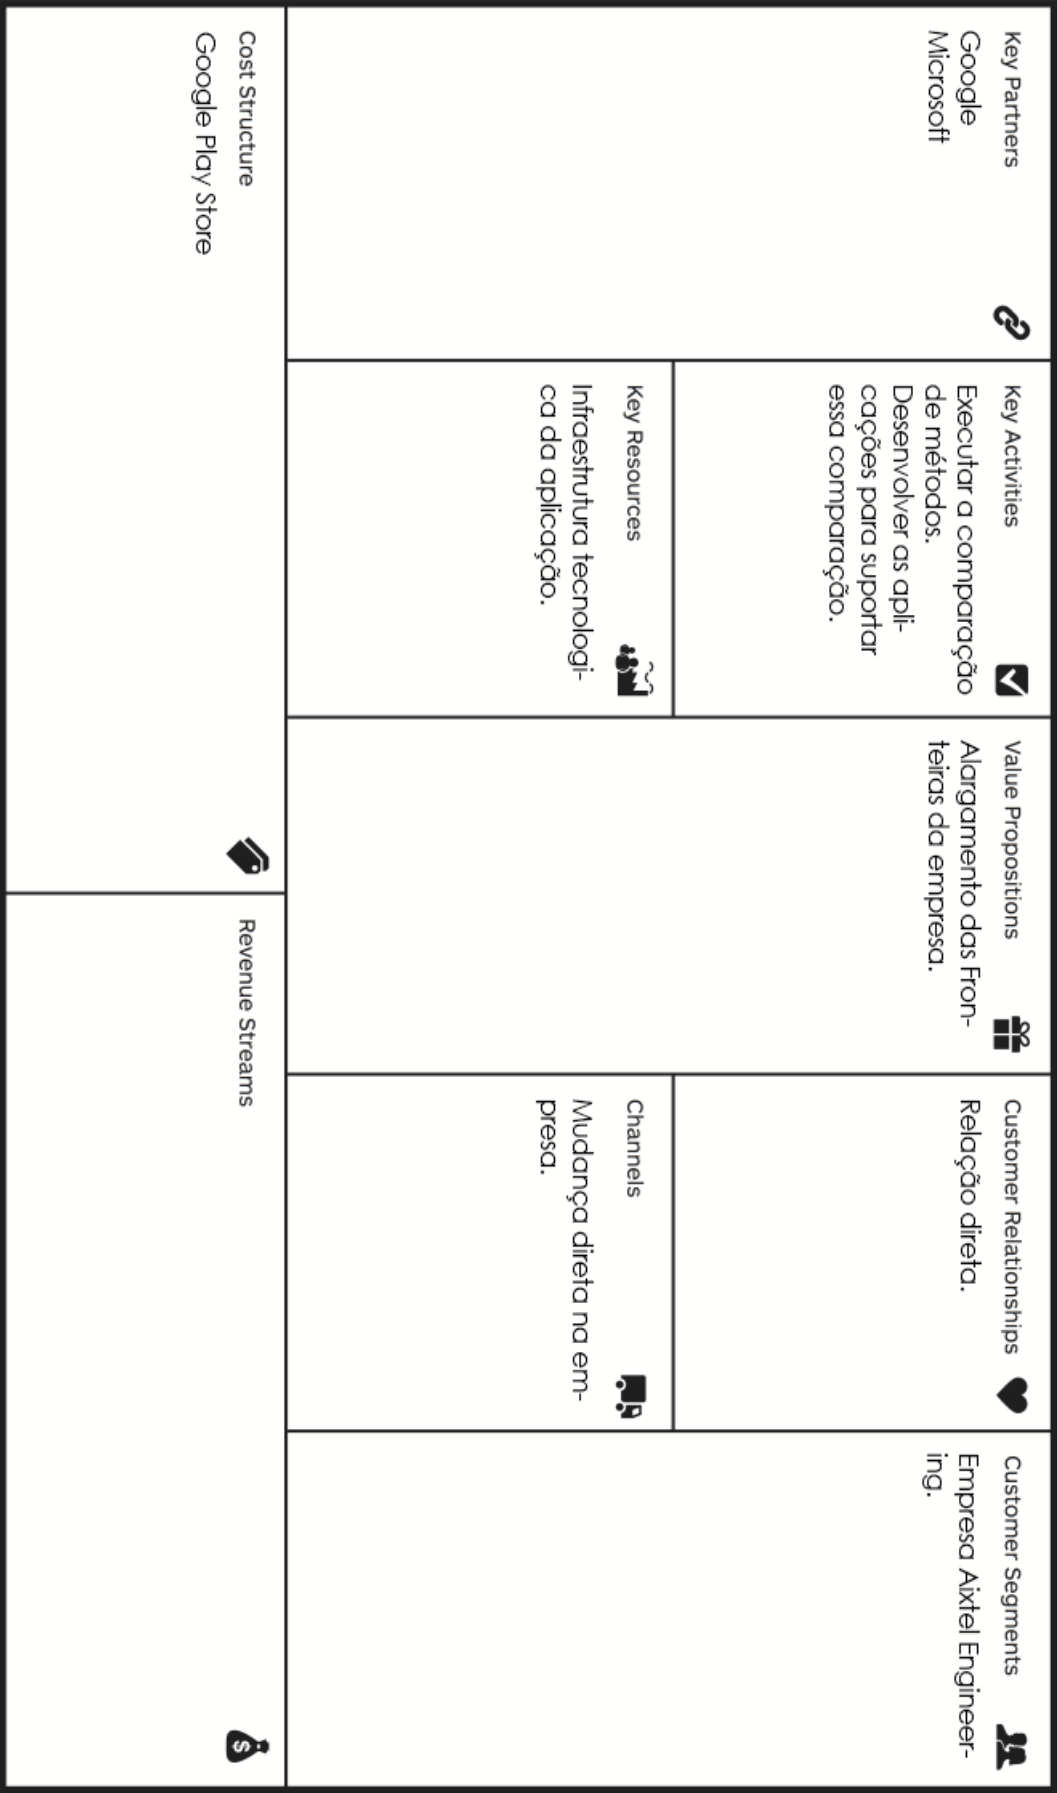 Key Partners
Google
Microsoft
Key Activities
Executar a comparação
de métodos.
Desenvolver as apli-
cações para suportar
essa comparação.
Key Resources
Infraestrutura tecnologi-
ca da aplicação.
Value Propositions
Alargamento das Fron-
teiras da empresa.
Customer Relationships
Relação direta.
Channels
Mudança direta na em-
presa.
Customer Segments
Empresa Aixtel Engineer-
ing.
Cost Structure
Google Play Store
Revenue Streams
$